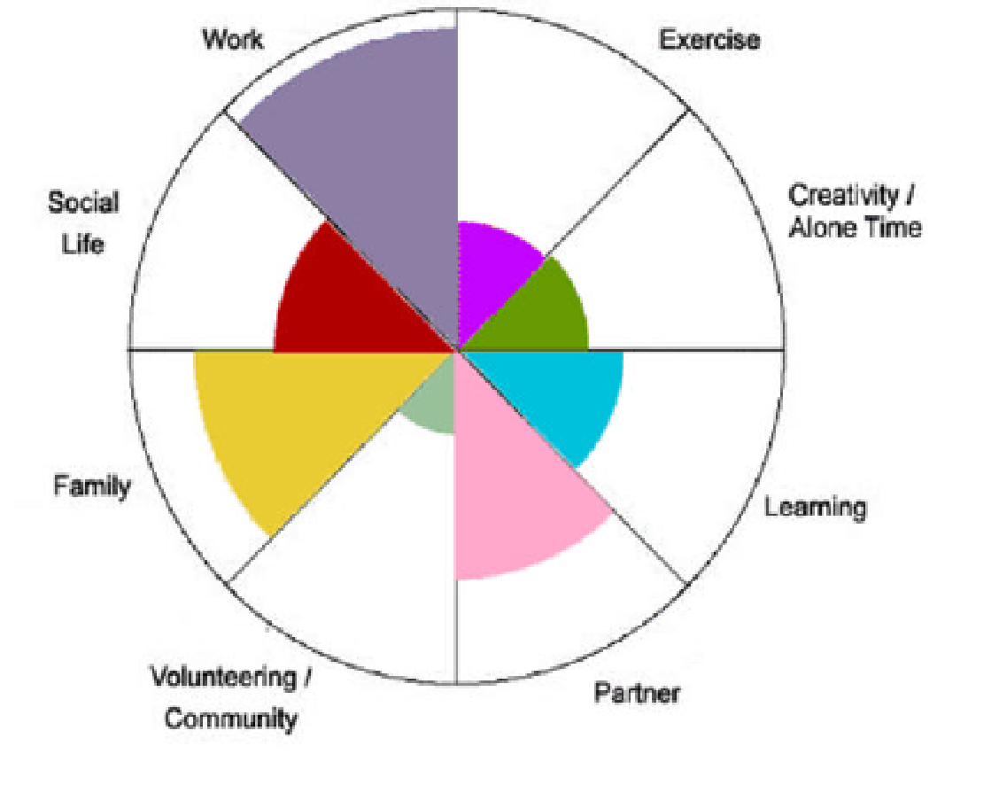 Work
Exercise
Social
Life
Creativity /
Alone Time
Family
Learning
Volunteering /
Community
Partner